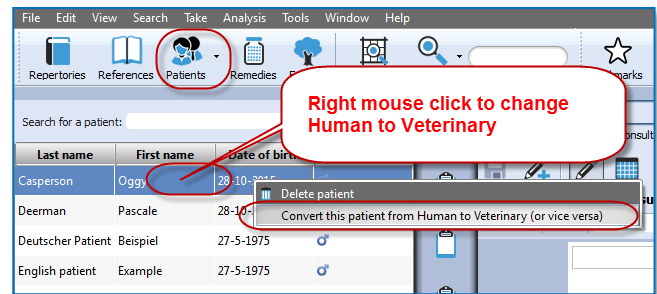 File Edit View Search Take Analysis Tools Window Help
Repertories References Patients Remedies
Right mouse click to change
Human to Veterinary
Search for a patient:
Last name First name Date of birt
Casperson Oggy 28-10-2015
Delete patient
Deerman Pascale 28-10-
Convert this patient from Human to Veterinary (or vice versa)
Deutscher Patient Beispiel 27-5-1975
English patient Example 27-5-1975